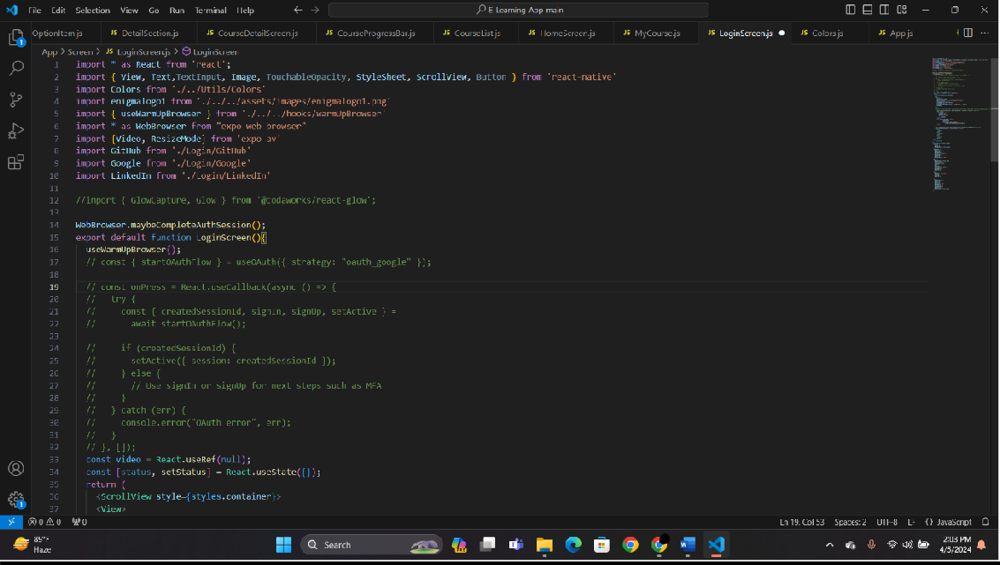 File Edit Selection View Go Run Terminal Help
E-Learning-App-main
OptionItem.js
JS DetailSection.js
JS CourseDetailScreen.js
JS CourseProgressBar.js
JS CourseList.js
JS HomeScreen.js
JS MyCourse.js
JS LoginScreen.js
JS Colors.js
JS App.js
App > Screen > JS LoginScreen.js > LoginScreen
1 import * as React from 'react';
2 import { View, Text,TextInput, Image, TouchableOpacity, StyleSheet, ScrollView, Button } from 'react-native'
3 import Colors from './../Utils/Colors'
4 import enigmalogo1 from './../../assets/images/enigmalogo1.png'
5 import { useWarmUpBrowser } from './../../hooks/warmUpBrowser'
6 import * as WebBrowser from "expo-web-browser"
7 import {Video, ResizeMode} from 'expo-av'
8 import GitHub from './Login/GitHub'
9 import Google from './Login/Google'
10 import LinkedIn from './Login/LinkedIn'
11
12 //import { GlowCapture, Glow } from '@codaworks/react-glow';
13
14 WebBrowser.maybeCompleteAuthSession();
15 export default function LoginScreen(){
16 useWarmUpBrowser();
17 // const { startOAuthFlow } = useOAuth({ strategy: "oauth_google" });
18
19 // const onPress = React.useCallback(async () => {
20 // try {
21 // const { createdSessionId, signIn, signUp, setActive } =
22 // await startOAuthFlow();
23
24 // if (createdSessionId) {
25 // setActive({ session: createdSessionId });
26 // } else {
27 // // Use signIn or signUp for next steps such as MFA
28 // }
29 // } catch (err) {
30 // console.error("OAuth error", err);
31 // }
32 // }, []);
33 const video = React.useRef(null);
34 const [status, setStatus] = React.useState({});
35 return (
36 <ScrollView style={styles.container}>
37 <View>
0 0 0
Ln 19, Col 53 Spaces: 2 UTF-8 LF {} JavaScript
89°F
Haze
Search
2:03 PM
4/5/2024